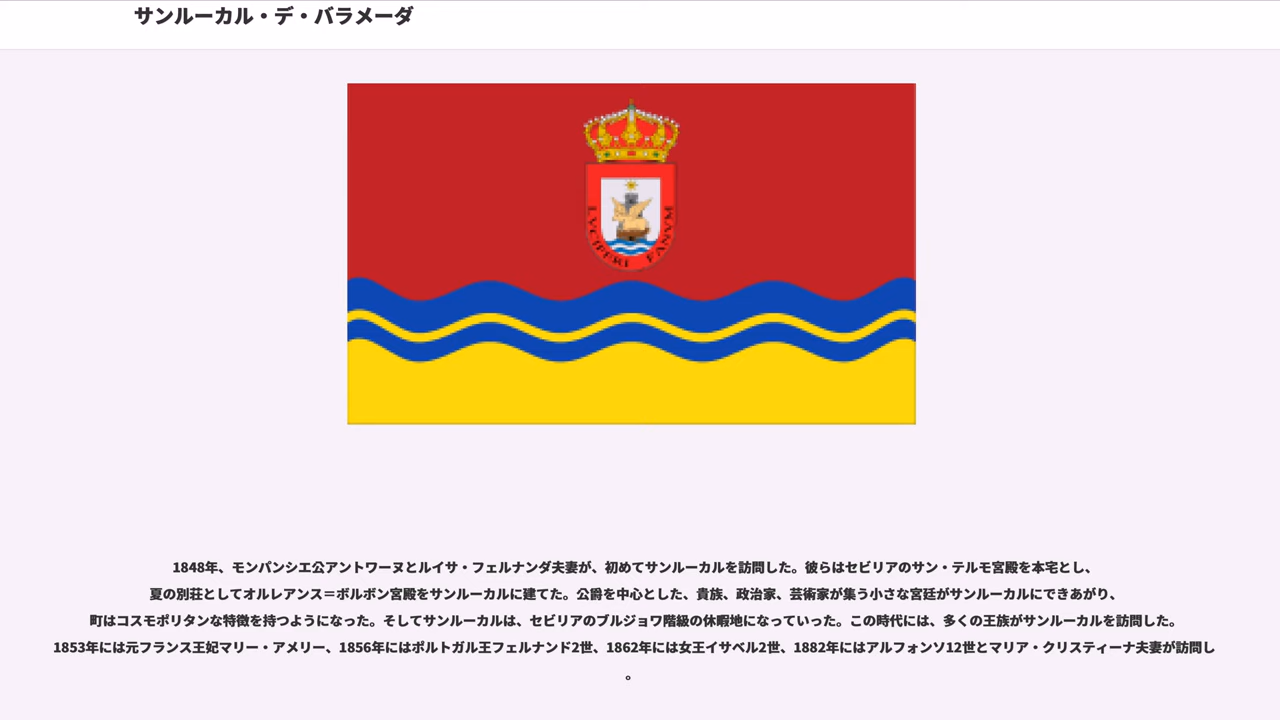 サンルーカル・デ・バラメーダ
LVCIFERI FANVM
1848年、モンパンシエ公アントワーヌとルイサ・フェルナンダ夫妻が、初めてサンルーカルを訪問した。彼らはセビリアのサン・テルモ宮殿を本宅とし、
夏の別荘としてオルレアンス＝ボルボン宮殿をサンルーカルに建てた。公爵を中心とした、貴族、政治家、芸術家が集う小さな宮廷がサンルーカルにできあがり、
町はコスモポリタンな特徴を持つようになった。そしてサンルーカルは、セビリアのブルジョワ階級の休暇地になっていった。この時代には、多くの王族がサンルーカルを訪問した。
1853年には元フランス王妃マリー・アメリー、1856年にはポルトガル王フェルナンド2世、1862年には女王イサベル2世、1882年にはアルフォンソ12世とマリア・クリスティーナ夫妻が訪問し
。